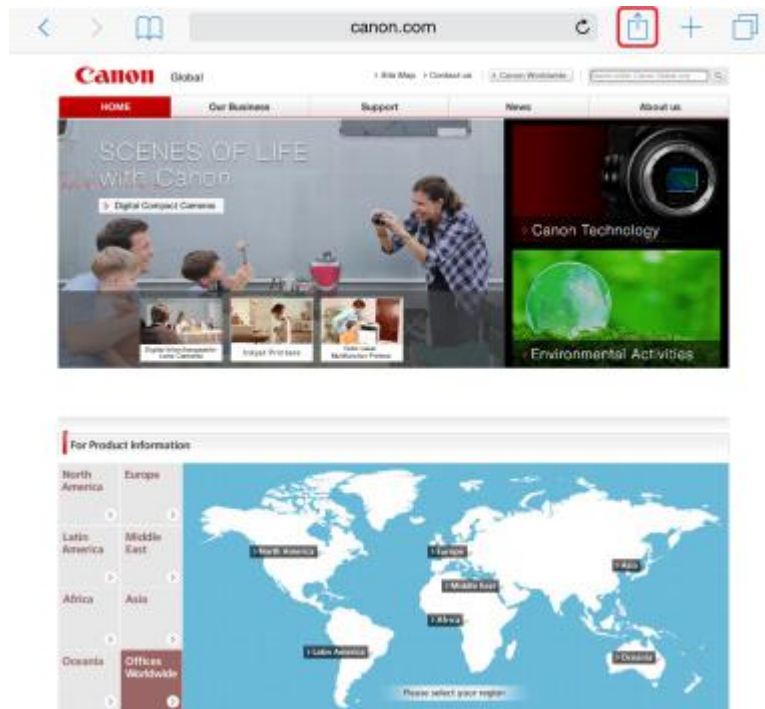 canon.com
Canon Global
Site Map Contact us Canon Worldwide
HOME Our Business Support News About us
SCENES OF LIFE
with Canon
Digital Compact Cameras
Canon Technology
Inkjet Printers
Environmental Activities
For Product Information
North
America
Europe
Latin
America
Middle
East
Africa
Asia
Oceania
Offices
Worldwide
North America
Europe
Asia
Middle East
Africa
Latin America
Oceania
Please select your region